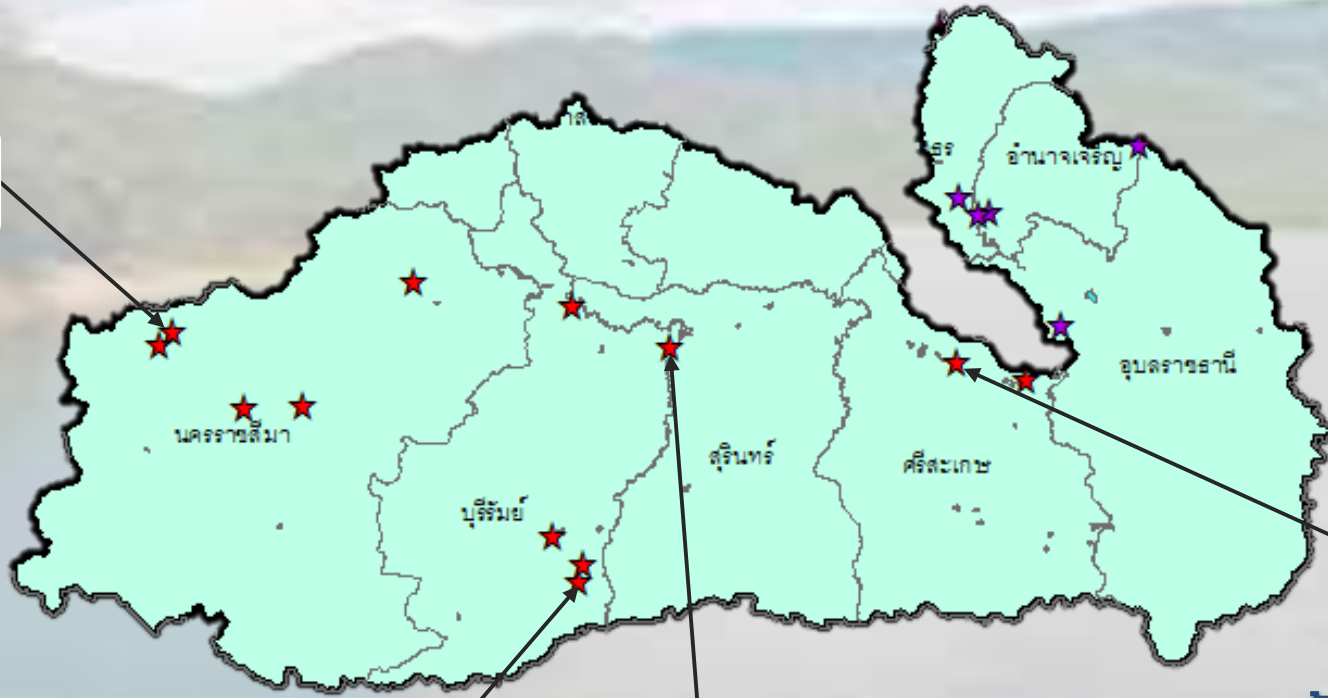 ธร
อำนาจเจริญ
อุบลราชธานี
นครราชสีมา
สุรินทร์
ศรีสะเกษ
บุรีรัมย์